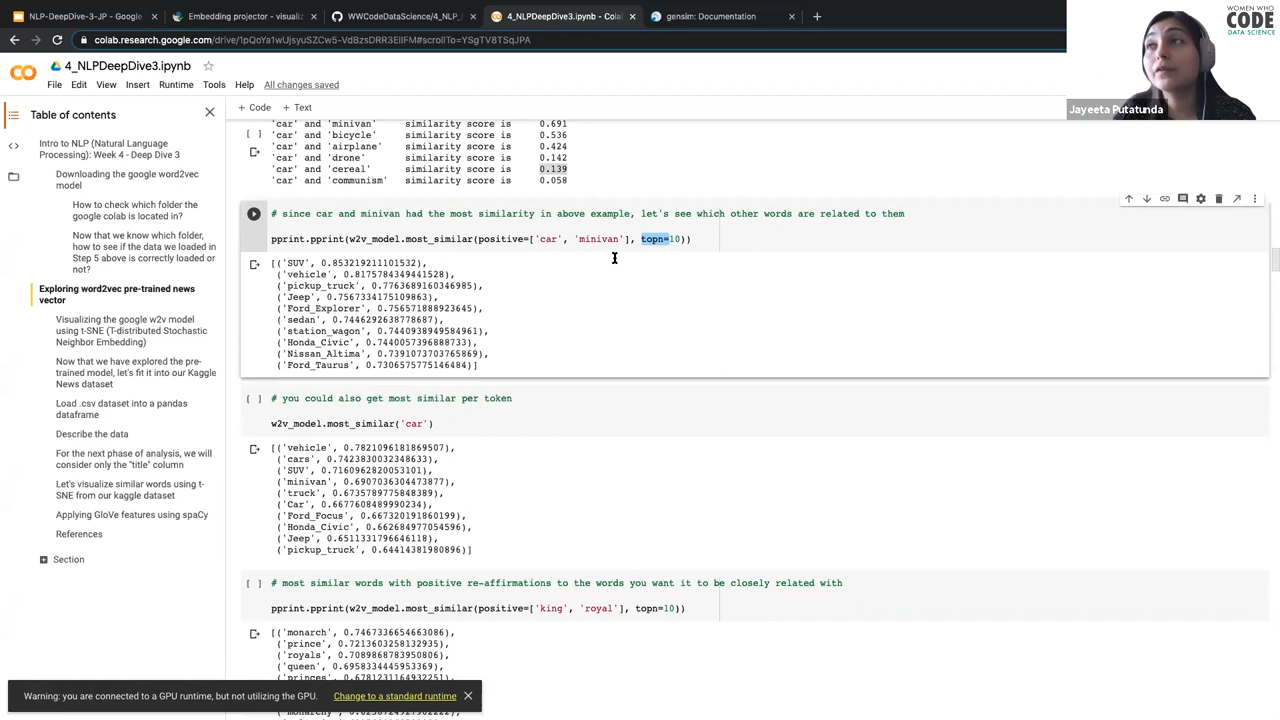 NLP-DeepDive-3-JP - Google
Embedding projector - visualiz
WWCodeDataScience/4_NLP_
4_NLPDeepDive3.ipynb - Colab
gensim: Documentation
colab.research.google.com/drive/1pQoYa1wUjsyuSZCw5-VdBzsDRR3ElIFM#scrollTo=YSgTV8TSqJPA
WOMEN WHO
CODE
DATA SCIENCE
Jayeeta Putatunda
4_NLPDeepDive3.ipynb
File Edit View Insert Runtime Tools Help All changes saved
+ Code + Text
Table of contents
Intro to NLP (Natural
Language
Processing): Week 4 - Deep Dive
3
Downloading the google word2vec
model
How to check which folder the
google colab is located in?
Now that we know which folder,
how to see if the data we loaded in
Step 5 above is correctly loaded or
not?
Exploring word2vec pre-trained news
vector
Visualizing the google w2v model
using t-SNE (T-distributed Stochastic
Neighbor Embedding)
Now that we have explored the pre-
trained model, let's fit it into our Kaggle
News dataset
Load .csv dataset into a pandas
dataframe
Describe the data
For the next phase of analysis, we will
consider only the "title" column
Let's visualize similar words using t-
SNE from our kaggle dataset
Applying GloVe features using spaCy
References
Section
'car' and 'minivan' similarity score is 0.691
'car' and 'bicycle' similarity score is 0.536
'car' and 'airplane' similarity score is 0.424
'car' and 'drone' similarity score is 0.142
'car' and 'cereal' similarity score is 0.139
'car' and 'communism' similarity score is 0.058
# since car and minivan had the most similarity in above example, let's see which other words are related to them
pprint.pprint(w2v_model.most_similar(positive=['car', 'minivan'], topn=10))
[('SUV', 0.853219211101532),
('vehicle', 0.8175784349441528),
('pickup_truck', 0.7763689160346985),
('Jeep', 0.7567334175109863),
('Ford_Explorer', 0.756571888923645),
('sedan', 0.7446292638778687),
('station_wagon', 0.7440938949584961),
('Honda_Civic', 0.7440057396888733),
('Nissan_Altima', 0.7391073703765869),
('Ford_Taurus', 0.7306575775146484)]
# you could also get most similar per token
w2v_model.most_similar('car')
[('vehicle', 0.7821096181869507),
('cars', 0.7423830032348633),
('SUV', 0.7160962820053101),
('minivan', 0.6907036304473877),
('truck', 0.6735789775848389),
('Car', 0.6677608489990234),
('Ford_Focus', 0.667320191860199),
('Honda_Civic', 0.662684977054596),
('Jeep', 0.6511331796646118),
('pickup_truck', 0.64414381980896)]
# most similar words with positive re-affirmations to the words you want it to be closely related with
pprint.pprint(w2v_model.most_similar(positive=['king', 'royal'], topn=10))
[('monarch', 0.7467336654663086),
('prince', 0.7213603258132935),
('royals', 0.7089868783950806),
('queen', 0.6958334445953369),
Warning: you are connected to a GPU runtime, but not utilizing the GPU. Change to a standard runtime